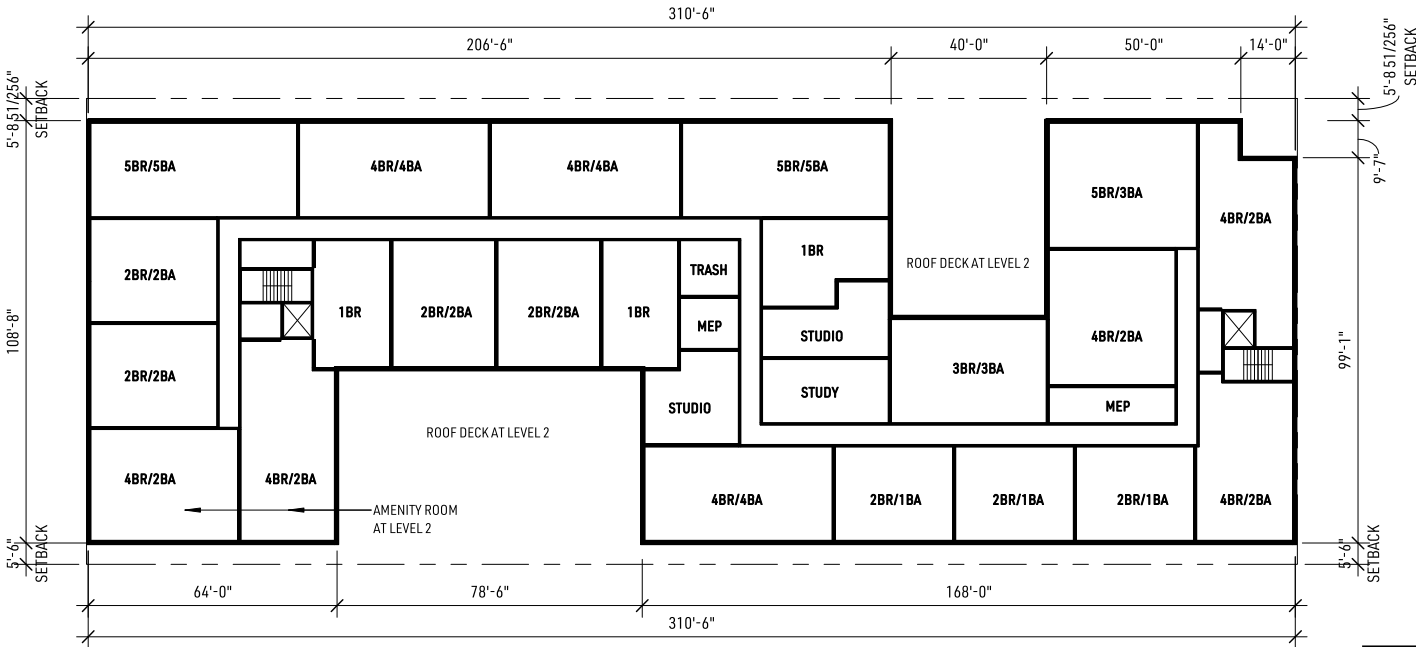 310'-6"
206'-6"
40'-0"
50'-0"
14'-0"
5'-8 51/256"
SETBACK
5'-8 51/256"
SETBACK
9'-7"
5BR/5BA
4BR/4BA
4BR/4BA
5BR/5BA
5BR/3BA
4BR/2BA
2BR/2BA
1BR
TRASH
ROOF DECK AT LEVEL 2
1BR
2BR/2BA
2BR/2BA
1BR
MEP
STUDIO
4BR/2BA
108'-8"
99'-1"
2BR/2BA
3BR/3BA
STUDIO
STUDY
MEP
ROOF DECK AT LEVEL 2
4BR/2BA
4BR/2BA
4BR/4BA
2BR/1BA
2BR/1BA
2BR/1BA
4BR/2BA
AMENITY ROOM
AT LEVEL 2
5'-6"
SETBACK
5'-6"
SETBACK
64'-0"
78'-6"
168'-0"
310'-6"